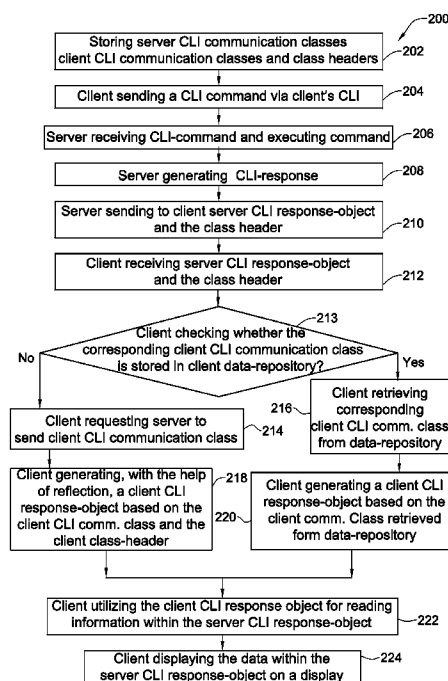 200
Storing server CLI communication classes
client CLI communication classes and class headers
202
Client sending a CLI command via client's CLI
204
Server receiving CLI-command and executing command
206
Server generating CLI-response
208
Server sending to client server CLI response-object
and the class header
210
Client receiving server CLI response-object
and the class header
212
213
Client checking whether the
corresponding client CLI communication class
is stored in client data-repository?
No
Yes
Client requesting server to
send client CLI communication class
214
216
Client retrieving
corresponding
client CLI comm. class
from data-repository
Client generating, with the help
of reflection, a client CLI
response-object based on the
client CLI comm. class and the
client class-header
218
220
Client generating a client CLI
response-object based on the
client comm. Class retrieved
form data-repository
Client utilizing the client CLI response object for reading
information within the server CLI response-object
222
Client displaying the data within the
server CLI response-object on a display
224